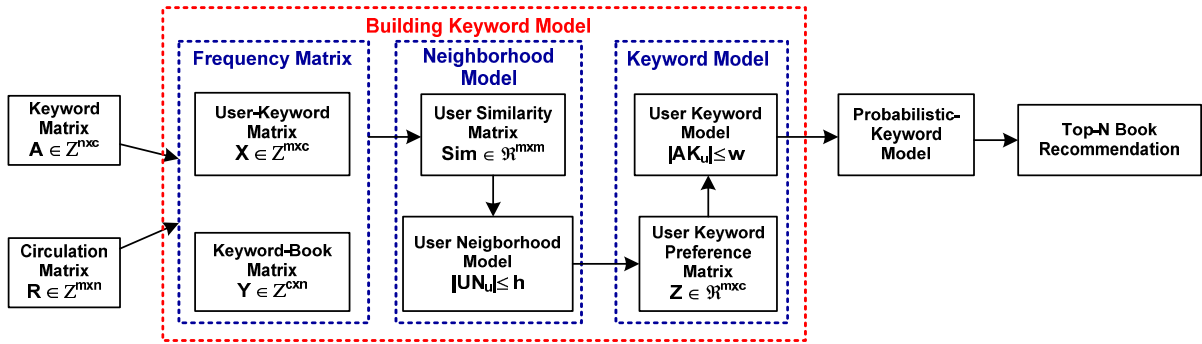 Building Keyword Model
Frequency Matrix
Neighborhood
Model
Keyword Model
Keyword
Matrix
A ∈ Z^nxc
Circulation
Matrix
R ∈ Z^mxn
User-Keyword
Matrix
X ∈ Z^mxc
Keyword-Book
Matrix
Y ∈ Z^cxn
User Similarity
Matrix
Sim ∈ ℜ^mxm
User Neigborhood
Model
|UN_u| ≤ h
User Keyword
Model
|AK_u| ≤ w
User Keyword
Preference
Matrix
Z ∈ ℜ^mxc
Probabilistic-
Keyword
Model
Top-N Book
Recommendation